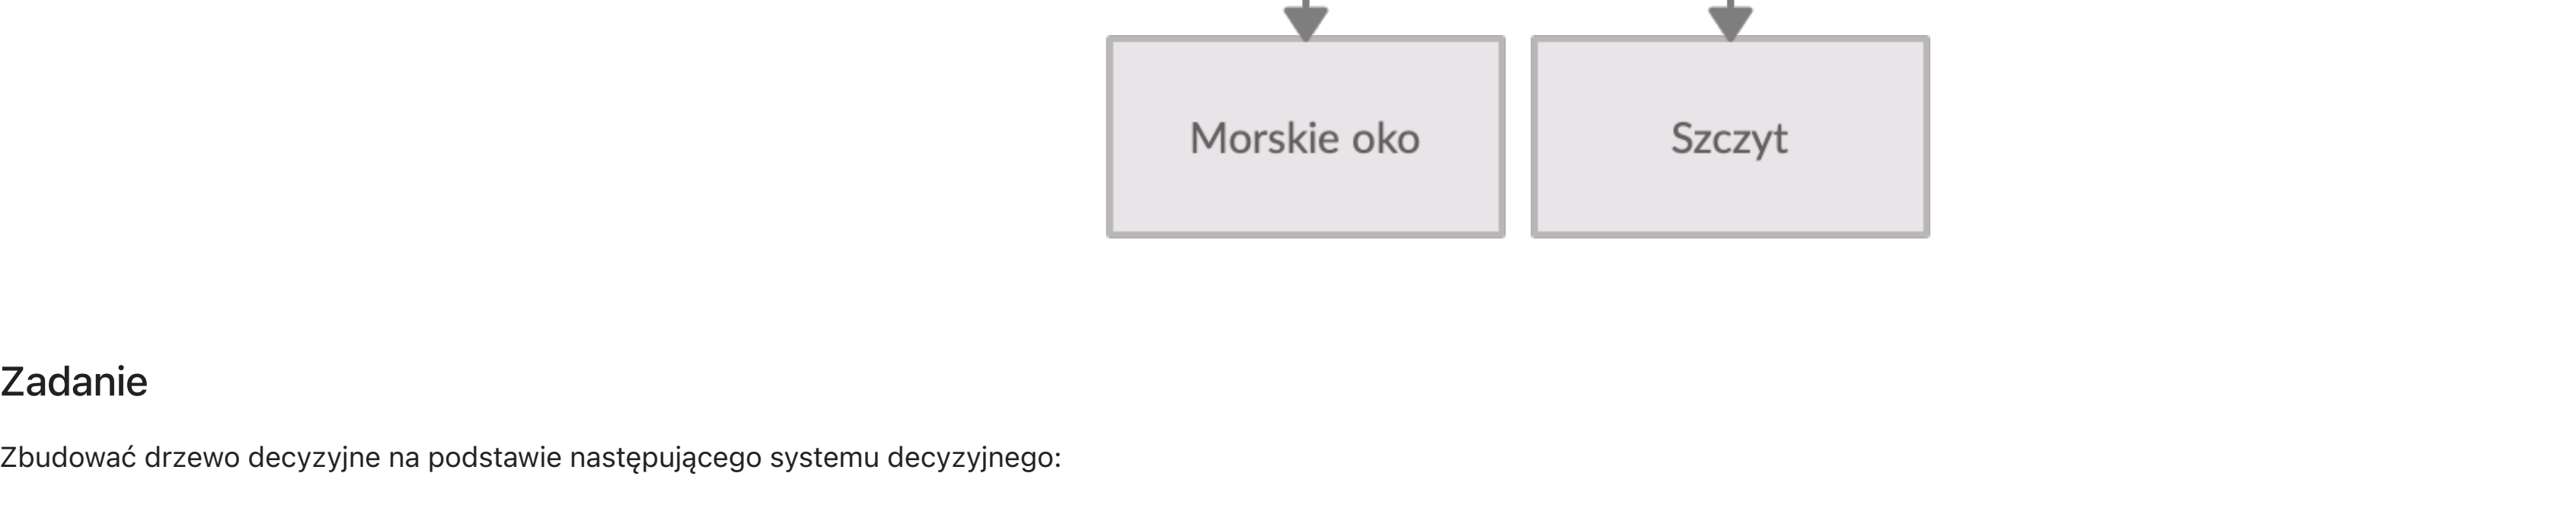 Morskie oko Szczyt
Zadanie
Zbudować drzewo decyzyjne na podstawie następującego systemu decyzyjnego: